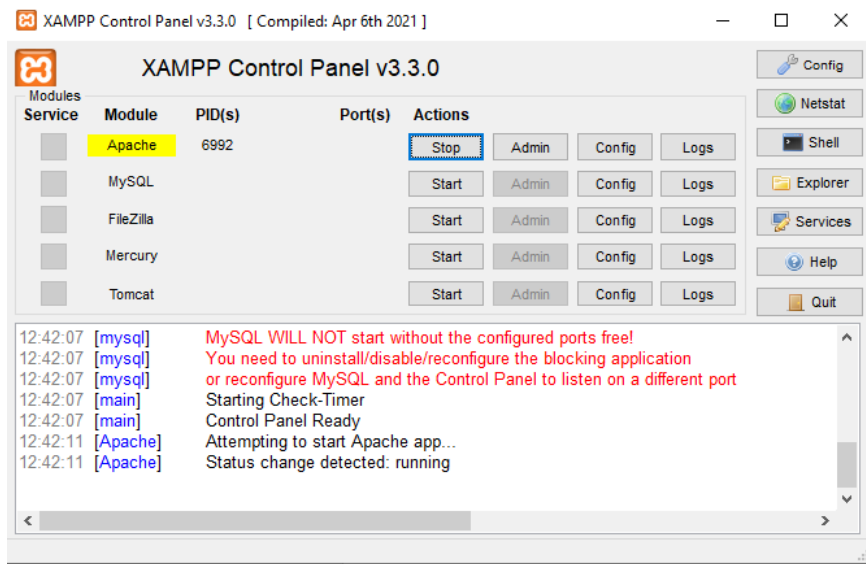 XAMPP Control Panel v3.3.0 [ Compiled: Apr 6th 2021 ]
XAMPP Control Panel v3.3.0
Config
Modules
Service Module PID(s) Port(s) Actions
Netstat
Apache 6992 Stop Admin Config Logs
Shell
MySQL Start Admin Config Logs
Explorer
FileZilla Start Admin Config Logs
Services
Mercury Start Admin Config Logs
Help
Tomcat Start Admin Config Logs
Quit
12:42:07 [mysql] MySQL WILL NOT start without the configured ports free!
12:42:07 [mysql] You need to uninstall/disable/reconfigure the blocking application
12:42:07 [mysql] or reconfigure MySQL and the Control Panel to listen on a different port
12:42:07 [main] Starting Check-Timer
12:42:07 [main] Control Panel Ready
12:42:11 [Apache] Attempting to start Apache app...
12:42:11 [Apache] Status change detected: running